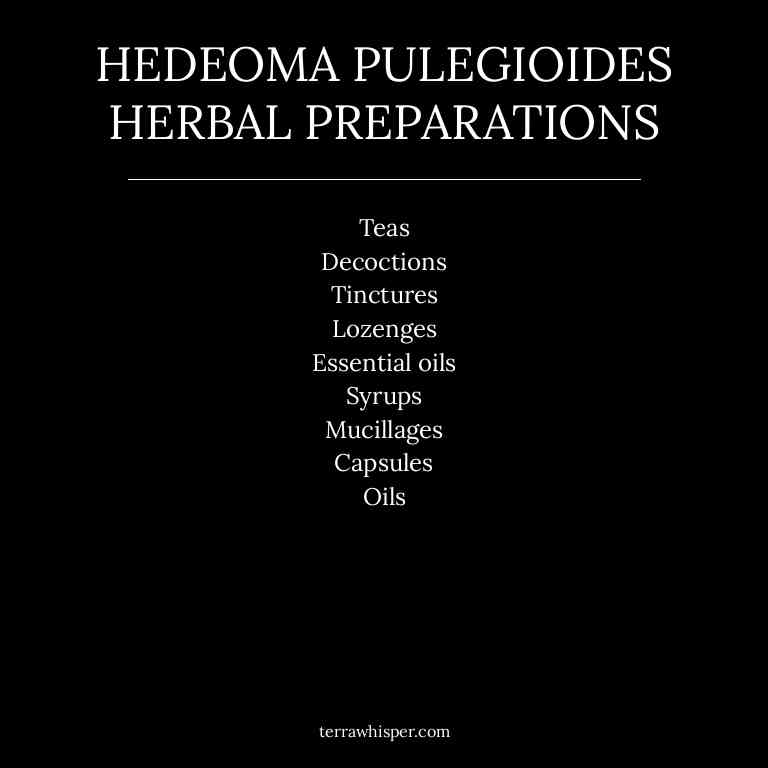 HEDEOMA PULEGIOIDES
HERBAL PREPARATIONS
Teas
Decoctions
Tinctures
Lozenges
Essential oils
Syrups
Mucillages
Capsules
Oils
terrawhisper.com